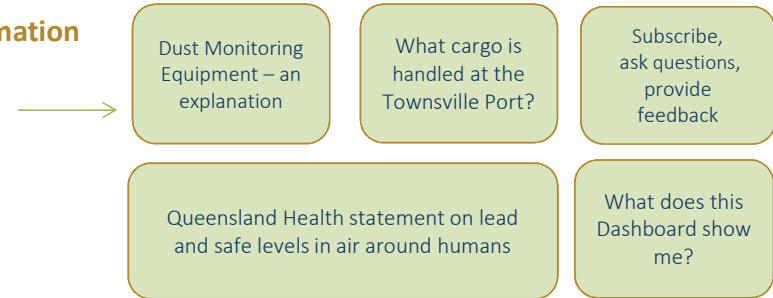 mation
Dust Monitoring
Equipment – an
explanation
What cargo is
handled at the
Townsville Port?
Subscribe,
ask questions,
provide
feedback
Queensland Health statement on lead
and safe levels in air around humans
What does this
Dashboard show
me?